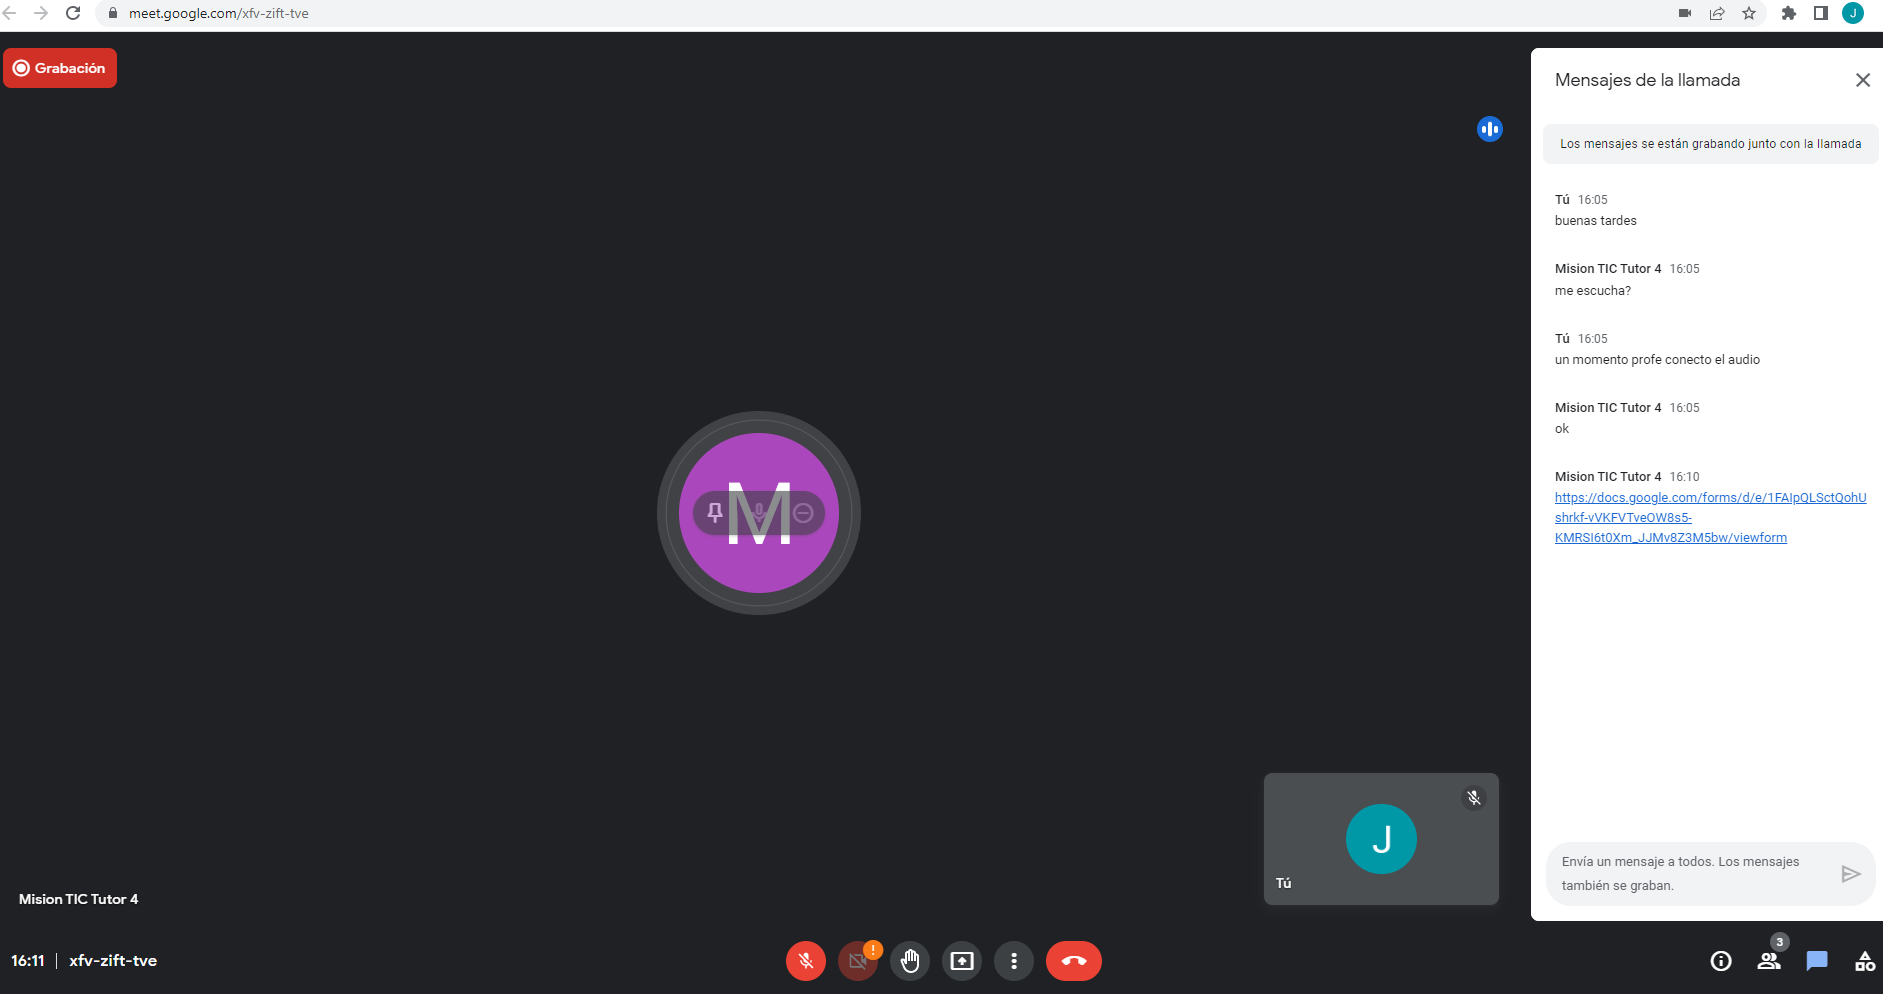 meet.google.com/xfv-zift-tve
J
Grabación
Mensajes de la llamada
Los mensajes se están grabando junto con la llamada
Tú 16:05
buenas tardes
Mision TIC Tutor 4 16:05
me escucha?
Tú 16:05
un momento profe conecto el audio
Mision TIC Tutor 4 16:05
ok
Mision TIC Tutor 4 16:10
https://docs.google.com/forms/d/e/1FAIpQLSctQohU
shrkf-vVKFVTveOW8s5-
KMRSI6t0Xm_JJMv8Z3M5bw/viewform
M
J
Tú
Envía un mensaje a todos. Los mensajes
también se graban.
Mision TIC Tutor 4
16:11 | xfv-zift-tve
!
3